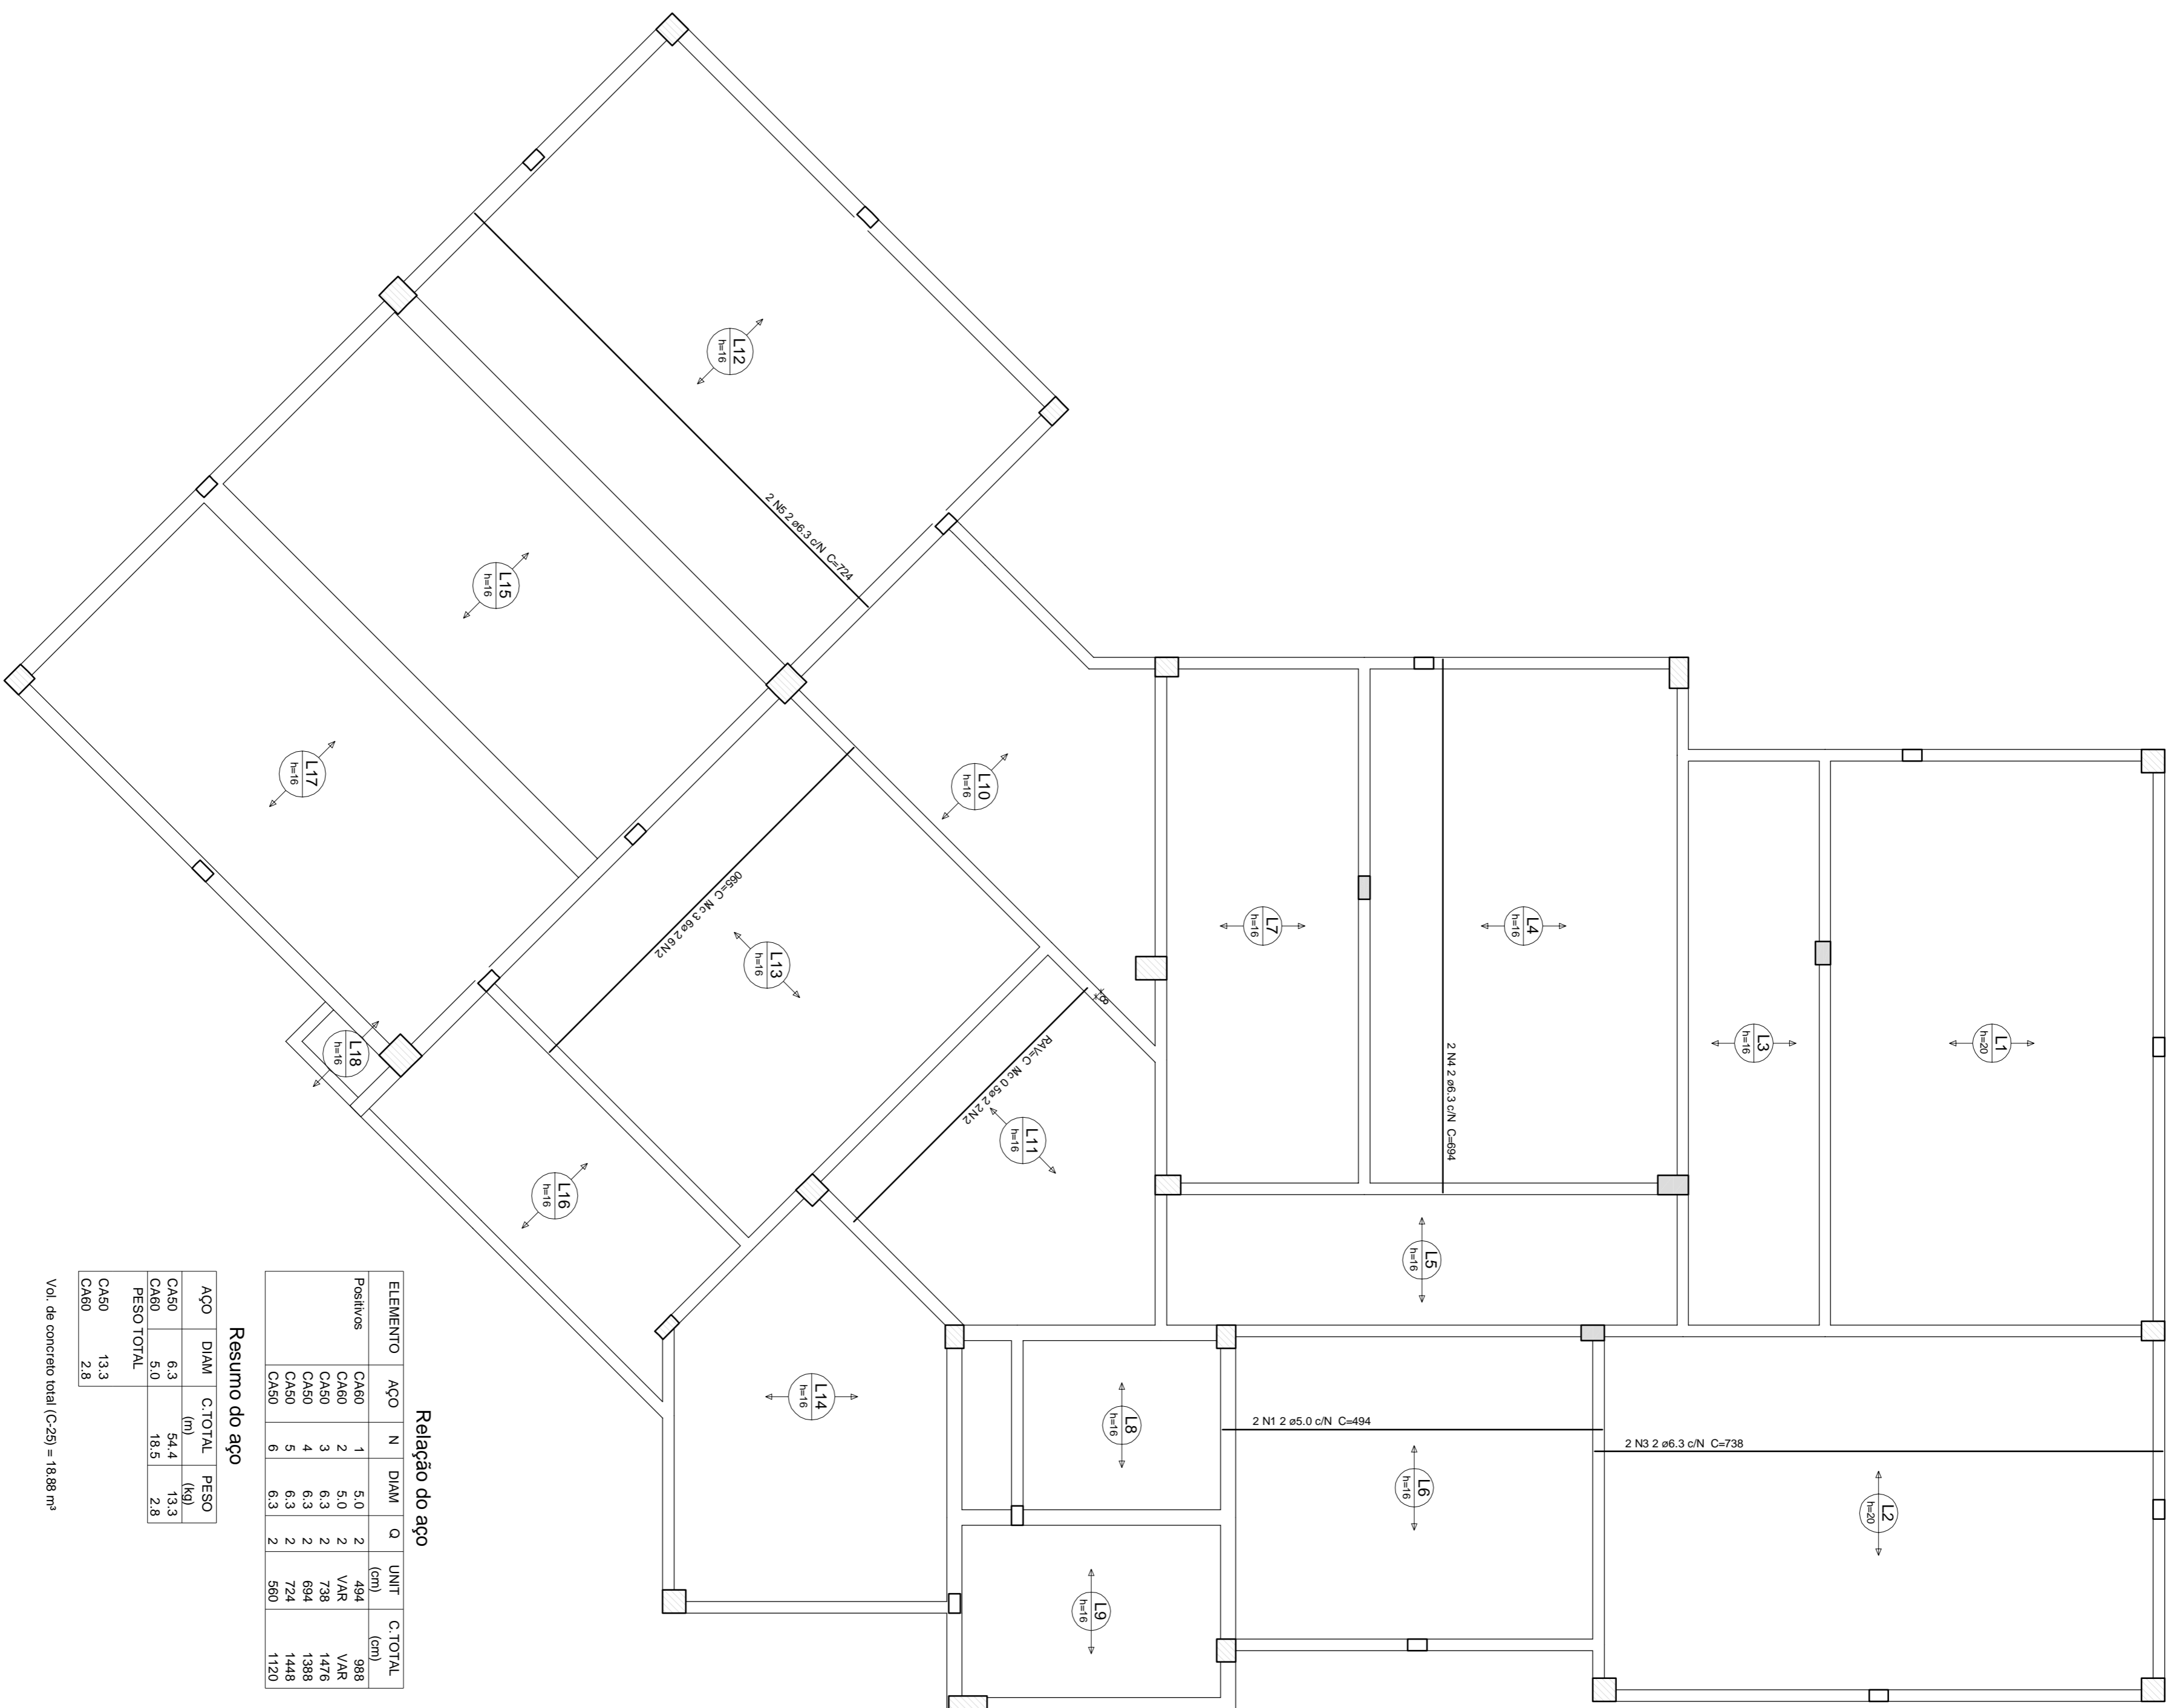 L1
h=20
L2
h=20
L3
h=16
L4
h=16
2 N4 2 ø6.3 c/N C=694
2 N3 2 ø6.3 c/N C=738
L5
h=16
L6
h=16
2 N1 2 ø5.0 c/N C=494
L7
h=16
L8
h=16
L9
h=16
L10
h=16
L11
h=16
2 N2 2 ø5.0 c/N C=VAR
L12
h=16
2 N5 2 ø6.3 c/N C=724
L13
h=16
2 N6 2 ø6.3 c/N C=560
L14
h=16
L15
h=16
L16
h=16
L17
h=16
L18
h=16
Relação do aço
ELEMENTO AÇO N DIAM Q UNIT (cm) C.TOTAL (cm)
Positivos CA60 1 5.0 2 494 988
CA60 2 5.0 2 VAR VAR
CA50 3 6.3 2 738 1476
CA50 4 6.3 2 694 1388
CA50 5 6.3 2 724 1448
CA50 6 6.3 2 560 1120
Resumo do aço
AÇO DIAM C.TOTAL (m) PESO (kg)
CA50 6.3 54.4 13.3
CA60 5.0 18.5 2.8
PESO TOTAL
CA50 13.3
CA60 2.8
Vol. de concreto total (C-25) = 18.88 m³